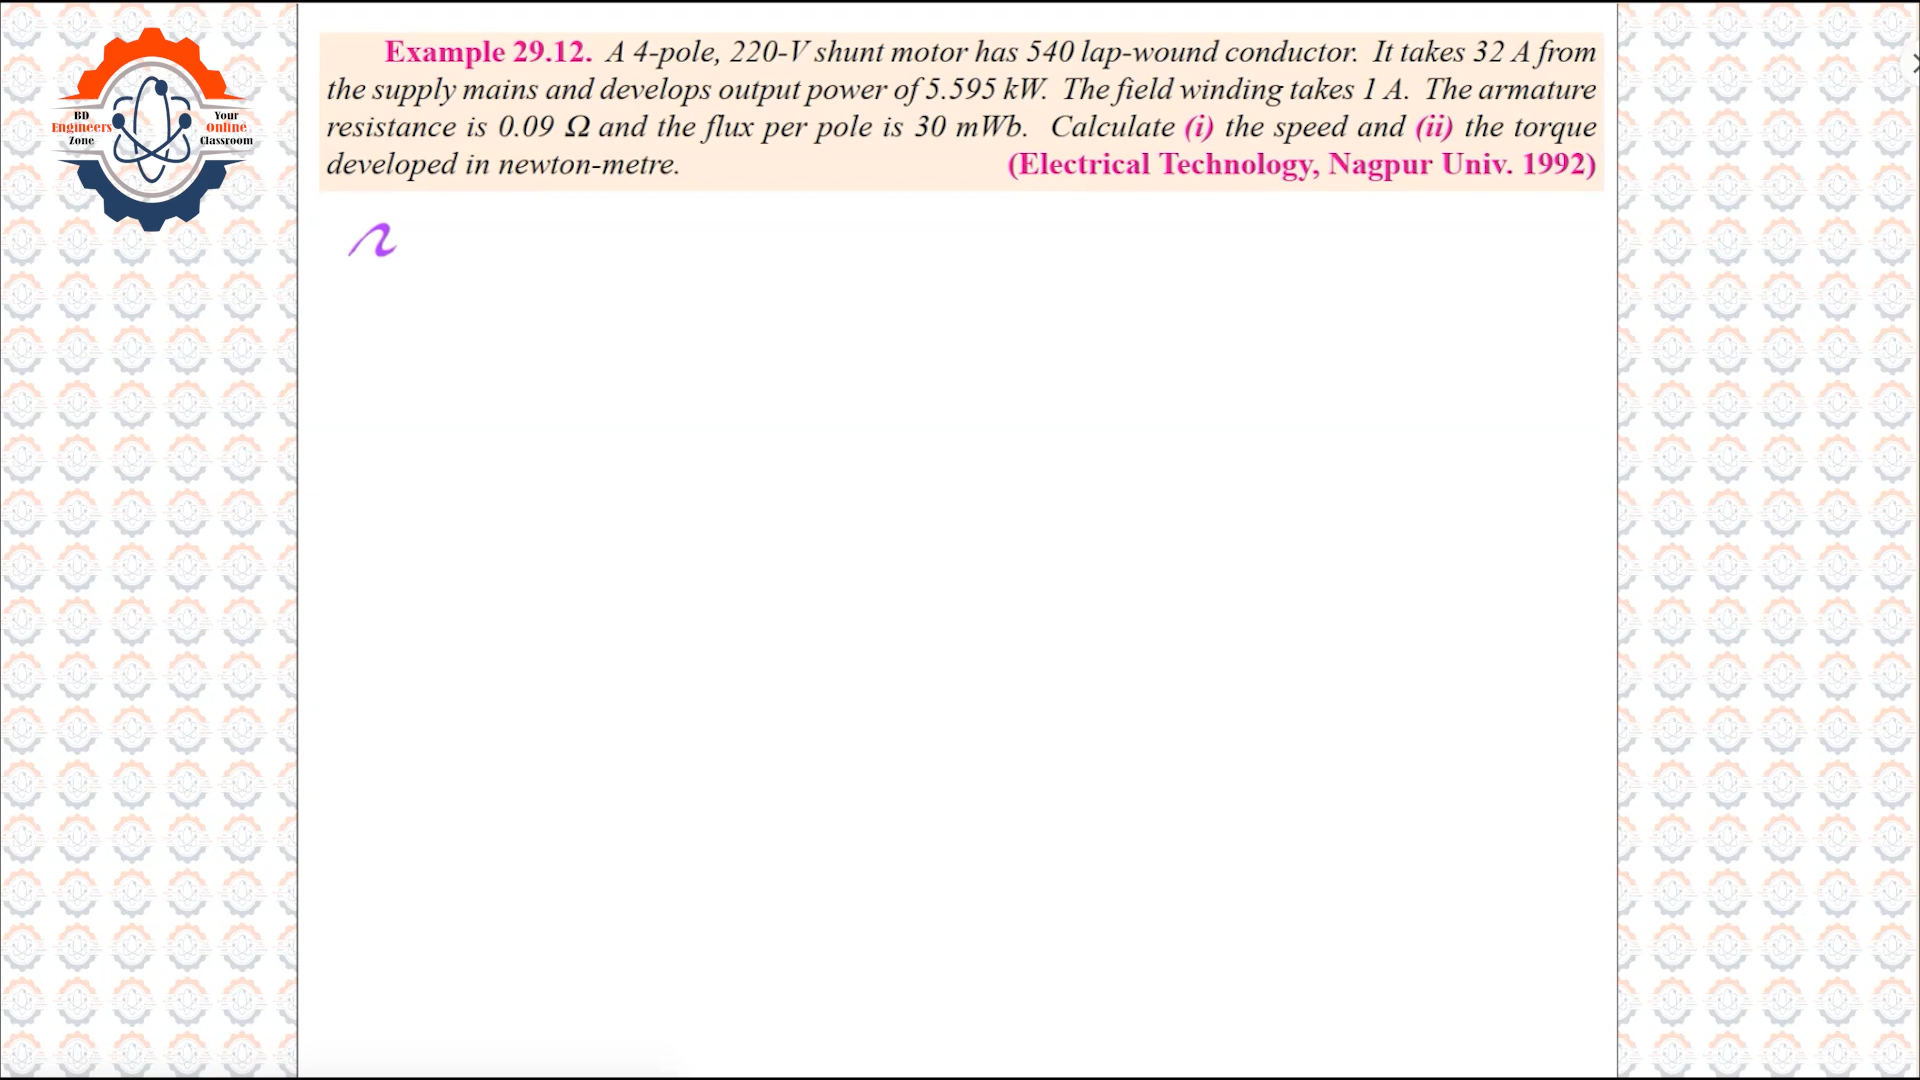 BD
Engineers
Zone
Your
Online
Classroom
Example 29.12. A 4-pole, 220-V shunt motor has 540 lap-wound conductor. It takes 32 A from
the supply mains and develops output power of 5.595 kW. The field winding takes 1 A. The armature
resistance is 0.09 Ω and the flux per pole is 30 mWb. Calculate (i) the speed and (ii) the torque
developed in newton-metre. (Electrical Technology, Nagpur Univ. 1992)